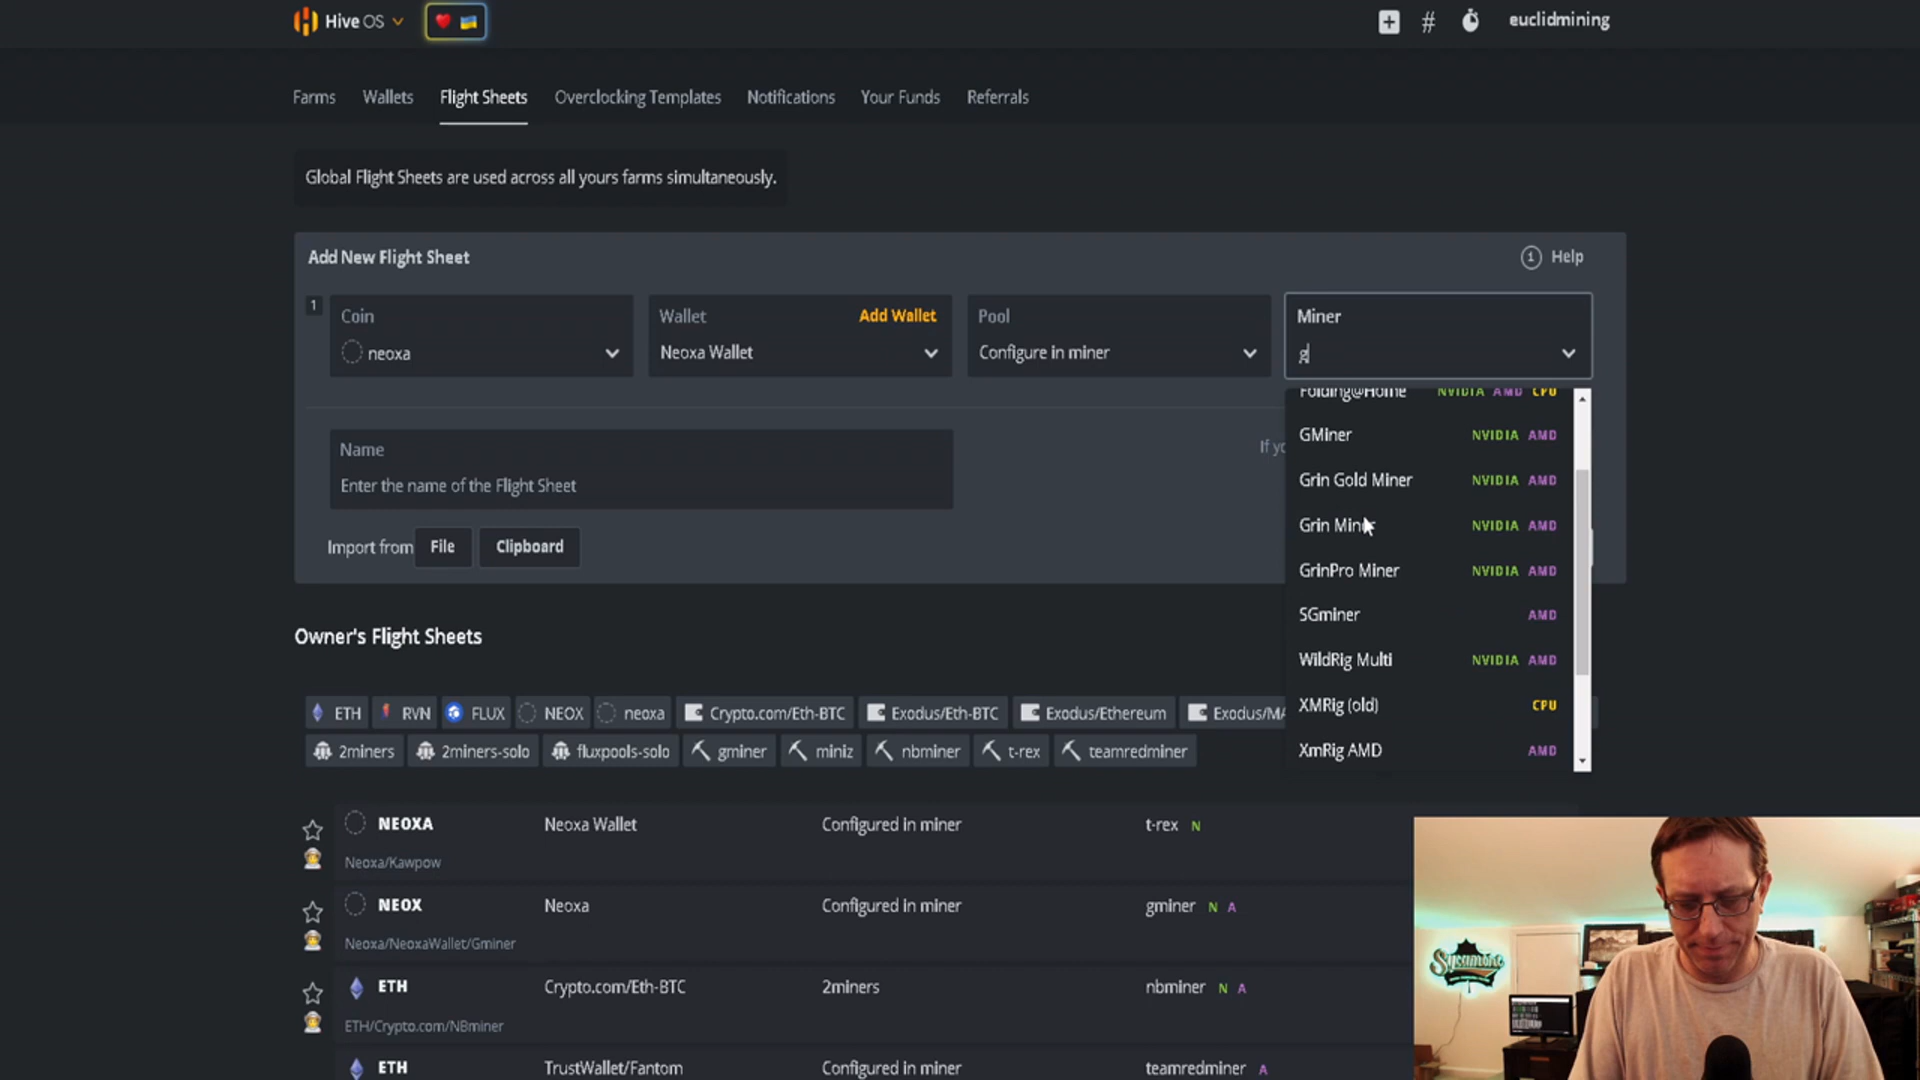 Hive OS
# euclidmining
Farms Wallets Flight Sheets Overclocking Templates Notifications Your Funds Referrals
Global Flight Sheets are used across all yours farms simultaneously.
Add New Flight Sheet
Help
1
Coin
neoxa
Wallet Add Wallet
Neoxa Wallet
Pool
Configure in miner
Miner
g
Folding@Home NVIDIA AMD CPU
GMiner NVIDIA AMD
Grin Gold Miner NVIDIA AMD
Grin Miner NVIDIA AMD
GrinPro Miner NVIDIA AMD
SGminer AMD
WildRig Multi NVIDIA AMD
XMRig (old) CPU
XmRig AMD AMD
Name
Enter the name of the Flight Sheet
If
Import from File Clipboard
Owner's Flight Sheets
ETH RVN FLUX NEOX neoxa Crypto.com/Eth-BTC Exodus/Eth-BTC Exodus/Ethereum
2miners 2miners-solo fluxpools-solo gminer miniz nbminer t-rex teamredminer
NEOXA Neoxa Wallet Configured in miner t-rex N
Neoxa/Kawpow
NEOX Neoxa Configured in miner gminer N A
Neoxa/NeoxaWallet/Gminer
ETH Crypto.com/Eth-BTC 2miners nbminer N A
ETH/Crypto.com/NBminer
ETH TrustWallet/Fantom Configured in miner teamredminer A
Sycamore